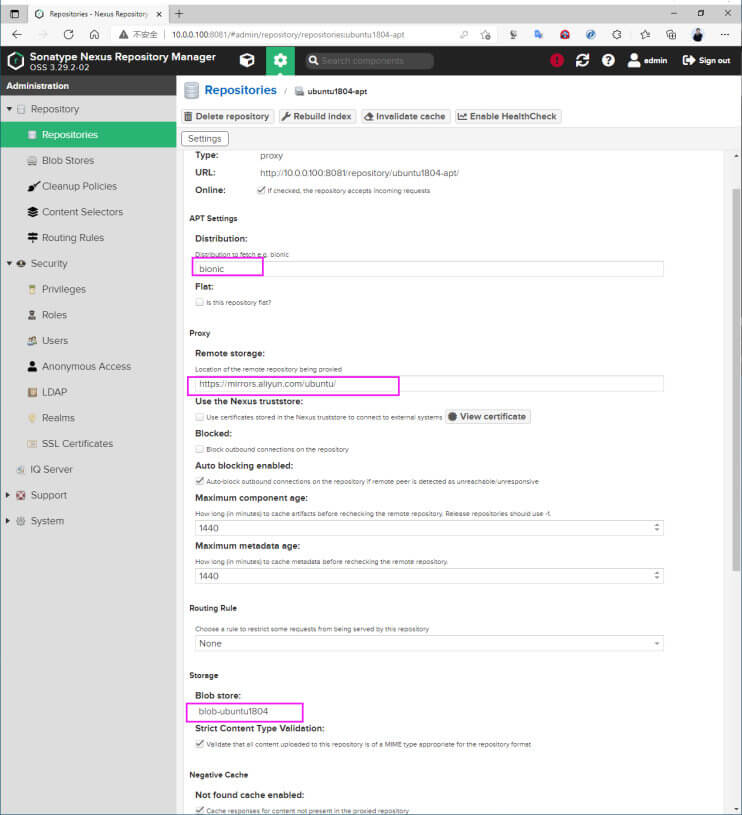 Repositories - Nexus Repository
不安全
10.0.0.100:8081/#admin/repository/repositories:ubuntu1804-apt
Sonatype Nexus Repository Manager
OSS 3.29.2-02
Search components
admin
Sign out
Administration
Repository
Repositories
Blob Stores
Cleanup Policies
Content Selectors
Routing Rules
Security
Privileges
Roles
Users
Anonymous Access
LDAP
Realms
SSL Certificates
IQ Server
Support
System
Repositories / ubuntu1804-apt
Delete repository Rebuild index Invalidate cache Enable HealthCheck
Settings
Type: proxy
URL: http://10.0.0.100:8081/repository/ubuntu1804-apt/
Online: If checked, the repository accepts incoming requests
APT Settings
Distribution:
Distribution to fetch e.g. bionic
bionic
Flat:
Is this repository flat?
Proxy
Remote storage:
Location of the remote repository being proxied
https://mirrors.aliyun.com/ubuntu/
Use the Nexus truststore:
Use certificates stored in the Nexus truststore to connect to external systems View certificate
Blocked:
Block outbound connections on the repository
Auto blocking enabled:
Auto-block outbound connections on the repository if remote peer is detected as unreachable/unresponsive
Maximum component age:
How long (in minutes) to cache artifacts before rechecking the remote repository. Release repositories should use -1.
1440
Maximum metadata age:
How long (in minutes) to cache metadata before rechecking the remote repository.
1440
Routing Rule
Choose a rule to restrict some requests from being served by this repository
None
Storage
Blob store:
blob-ubuntu1804
Strict Content Type Validation:
Validate that all content uploaded to this repository is of a MIME type appropriate for the repository format
Negative Cache
Not found cache enabled:
Cache responses for content not present in the proxied repository